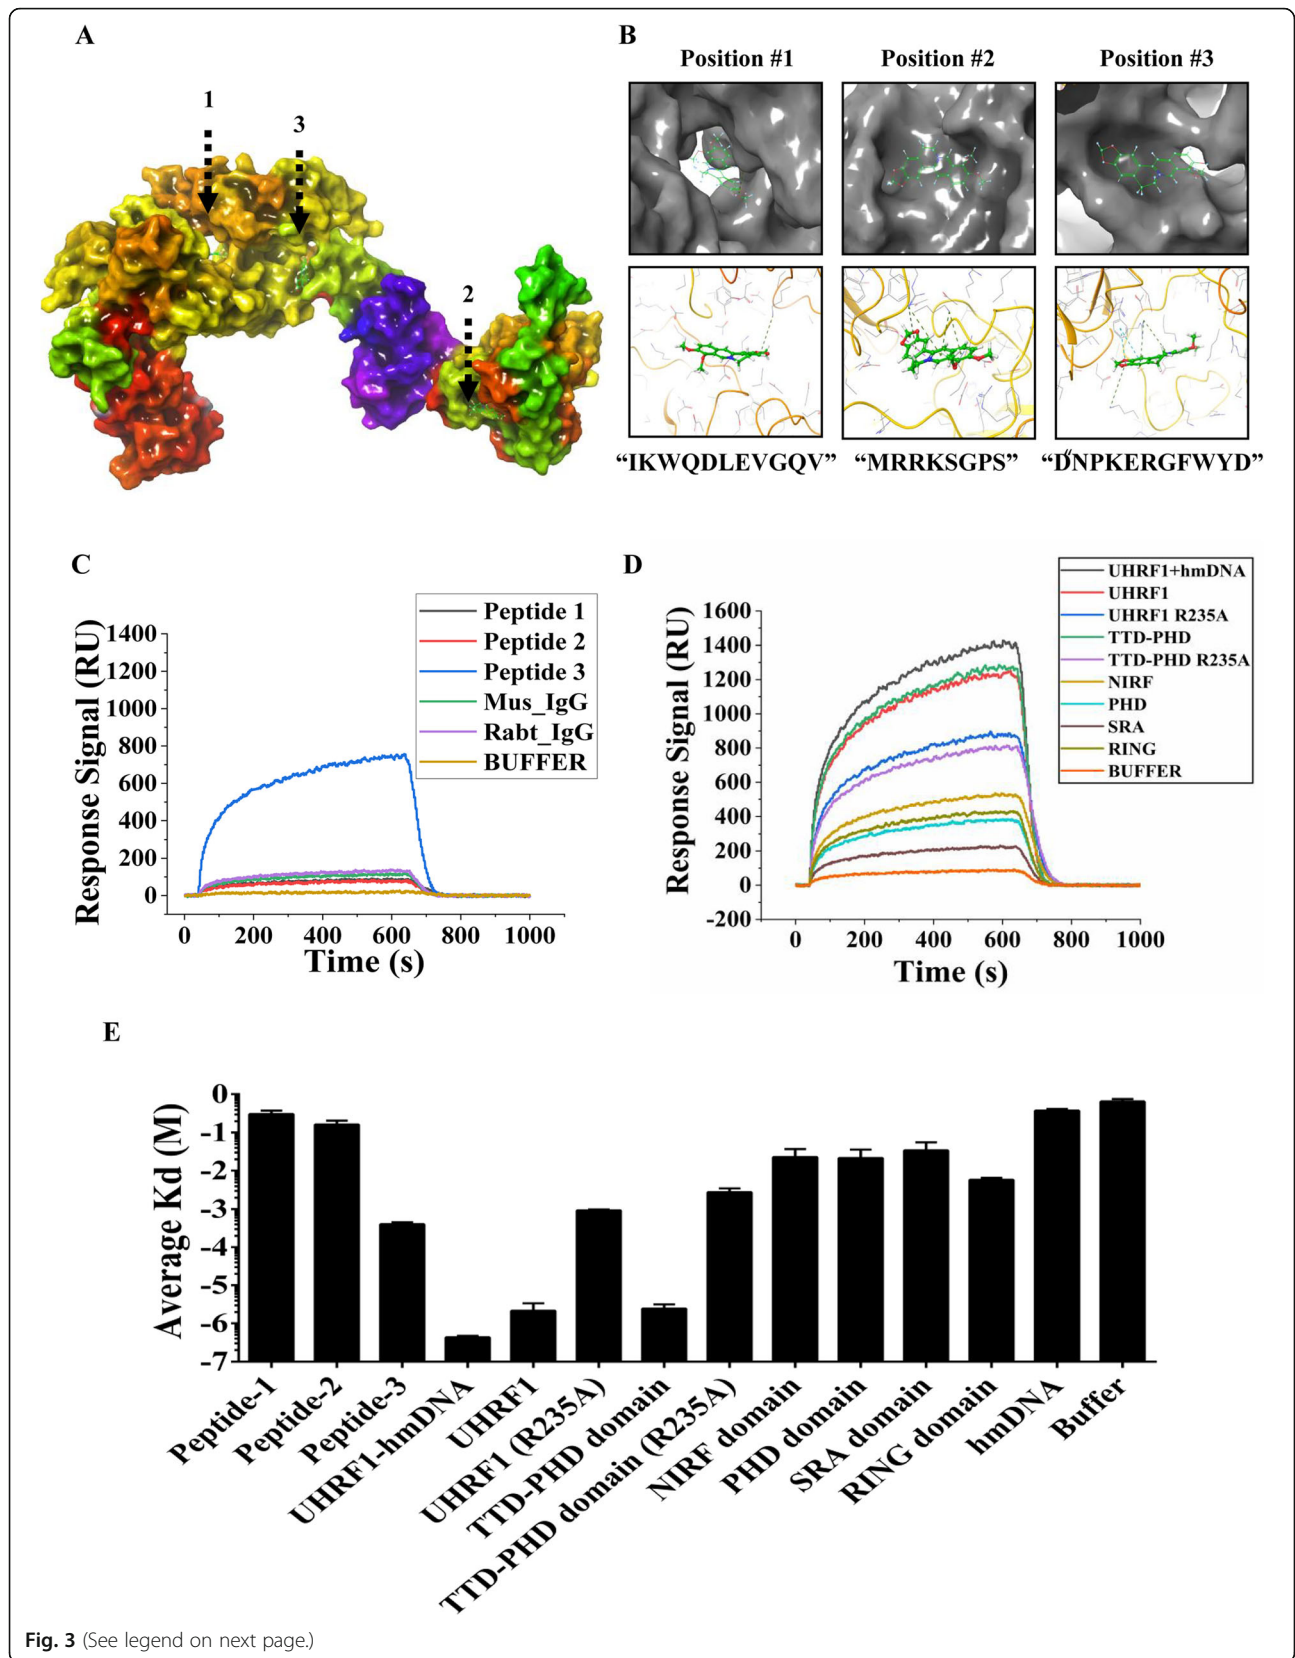 A
1
3
2
B
Position #1
Position #2
Position #3
“IKWQDLEVGQV”
“MRRKSGPS”
“DNPKERGFWYD”
C
Response Signal (RU)
1400
1200
1000
800
600
400
200
0
0 200 400 600 800 1000
Time (s)
Peptide 1
Peptide 2
Peptide 3
Mus_IgG
Rabt_IgG
BUFFER
D
Response Signal (RU)
1600
1400
1200
1000
800
600
400
200
0
-200
0 200 400 600 800 1000
Time (s)
UHRF1+hmDNA
UHRF1
UHRF1 R235A
TTD-PHD
TTD-PHD R235A
NIRF
PHD
SRA
RING
BUFFER
E
Average Kd (M)
0
-1
-2
-3
-4
-5
-6
-7
Peptide-1
Peptide-2
Peptide-3
UHRF1-hmDNA
UHRF1
UHRF1 (R235A)
TTD-PHD domain
TTD-PHD domain (R235A)
NIRF domain
PHD domain
SRA domain
RING domain
hmDNA
Buffer
Fig. 3 (See legend on next page.)